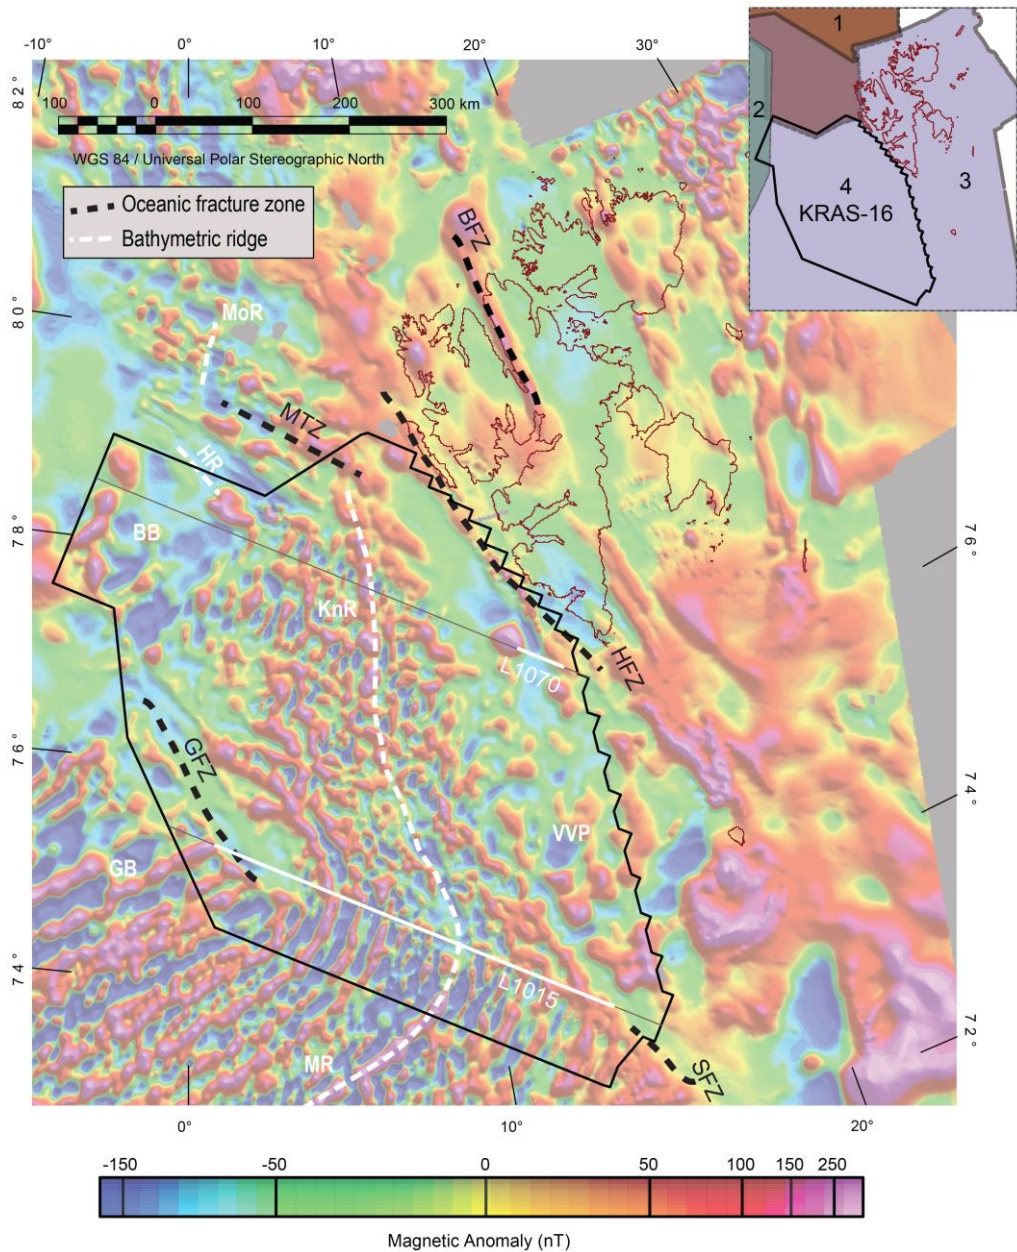 -10°
0°
10°
20°
30°
82°
100 0 100 200 300 km
WGS 84 / Universal Polar Stereographic North
Oceanic fracture zone
Bathymetric ridge
1
2
3
4
KRAS-16
BFZ
80°
MoR
MTZ
HR
78°
BB
KnR
76°
L1070
HFZ
GFZ
76°
74°
VVP
GB
74°
L1015
72°
MR
SFZ
0°
10°
20°
-150 -50 0 50 100 150 250
Magnetic Anomaly (nT)